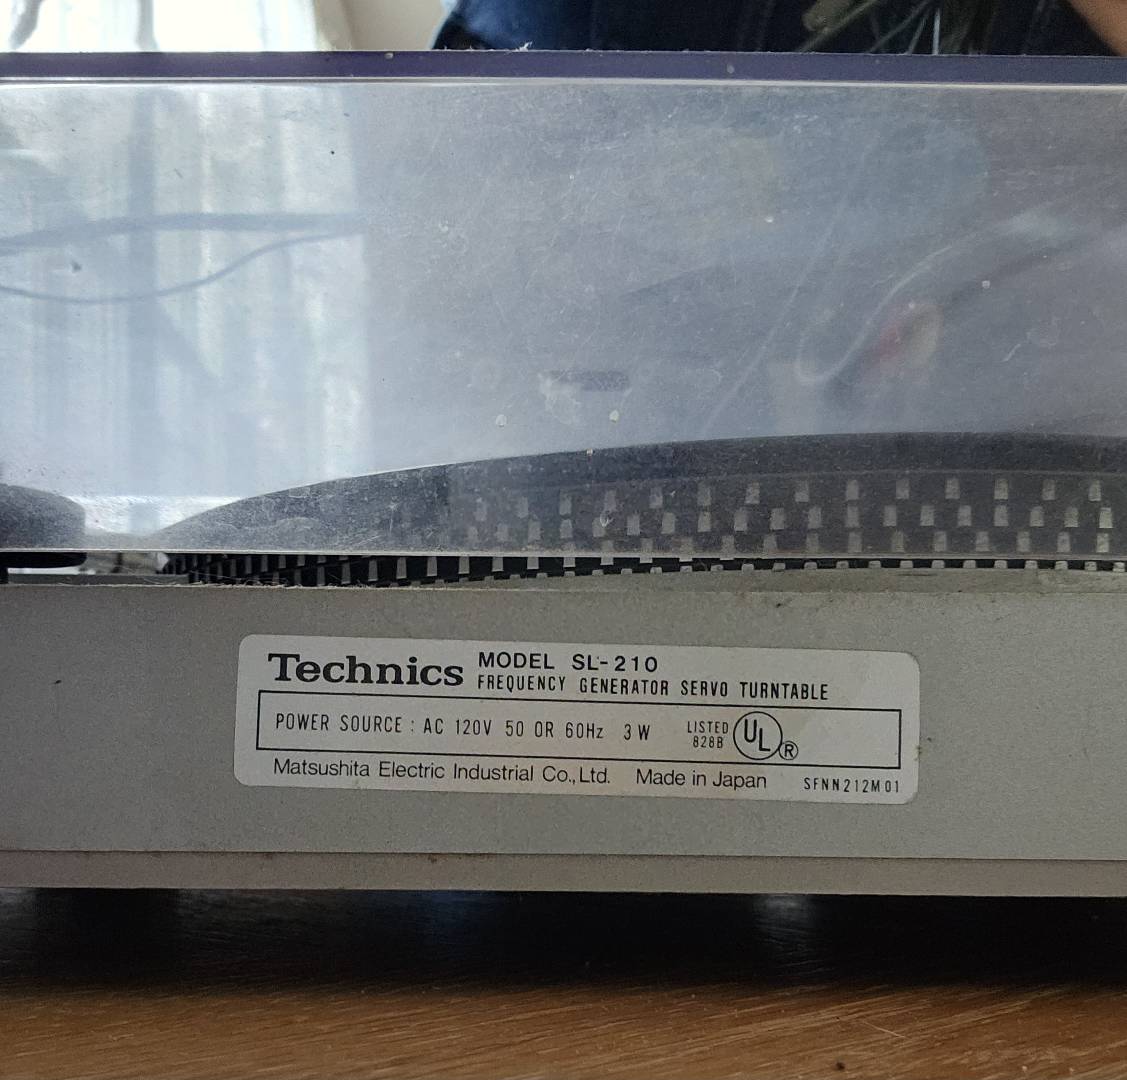 Technics MODEL SL-210
FREQUENCY GENERATOR SERVO TURNTABLE
POWER SOURCE : AC 120V 50 OR 60Hz 3W LISTED 828B UL ®
Matsushita Electric Industrial Co., Ltd. Made in Japan SFNN212M01